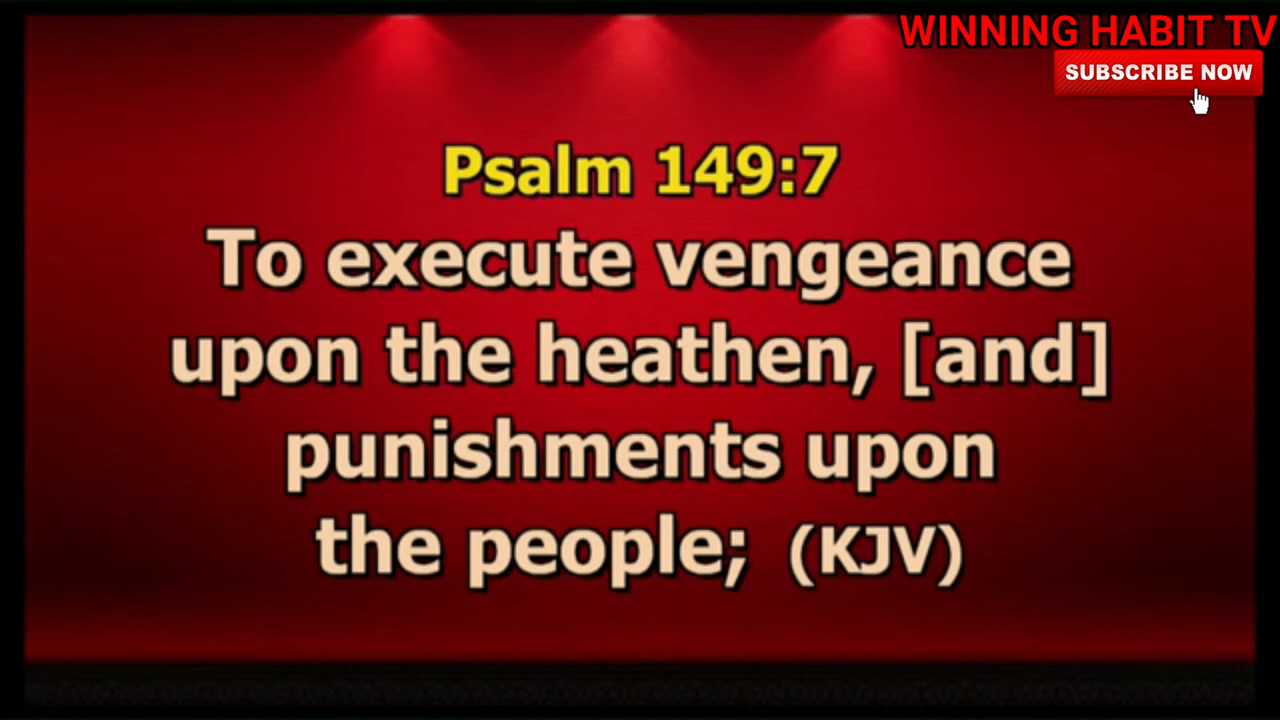 WINNING HABIT TV
SUBSCRIBE NOW
Psalm 149:7
To execute vengeance
upon the heathen, [and]
punishments upon
the people; (KJV)